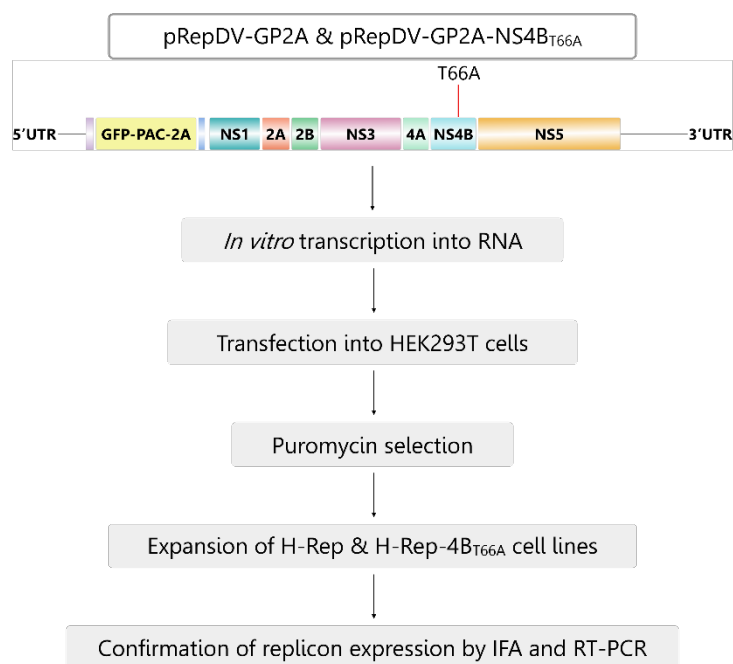 pRepDV-GP2A & pRepDV-GP2A-NS4BT66A
T66A
5'UTR GFP-PAC-2A NS1 2A 2B NS3 4A NS4B NS5 3'UTR
In vitro transcription into RNA
Transfection into HEK293T cells
Puromycin selection
Expansion of H-Rep & H-Rep-4BT66A cell lines
Confirmation of replicon expression by IFA and RT-PCR